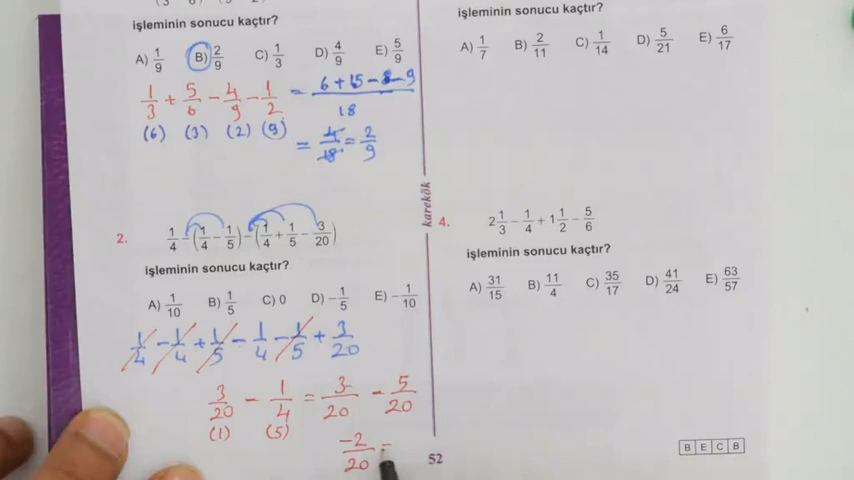 işleminin sonucu kaçtır?
A) 1/9 B) 2/9 C) 1/3 D) 4/9 E) 5/9
1/3 + 5/6 - 4/9 - 1/2 = (6 + 15 - 8 - 9)/18
(6) (3) (2) (9)
= 4/18 = 2/9
2. 1/4 - (1/4 - 1/5) - (1/4 + 1/5 - 3/20)
işleminin sonucu kaçtır?
A) 1/10 B) 1/5 C) 0 D) -1/5 E) -1/10
1/4 - 1/4 + 1/5 - 1/4 - 1/5 + 3/20
3/20 - 1/4 = 3/20 - 5/20
(1) (5)
-2/20 =
işleminin sonucu kaçtır?
A) 1/7 B) 2/11 C) 1/14 D) 5/21 E) 6/17
karekök
4. 2 1/3 - 1/4 + 1 1/2 - 5/6
işleminin sonucu kaçtır?
A) 31/15 B) 11/4 C) 35/17 D) 41/24 E) 63/57
52
B E C B